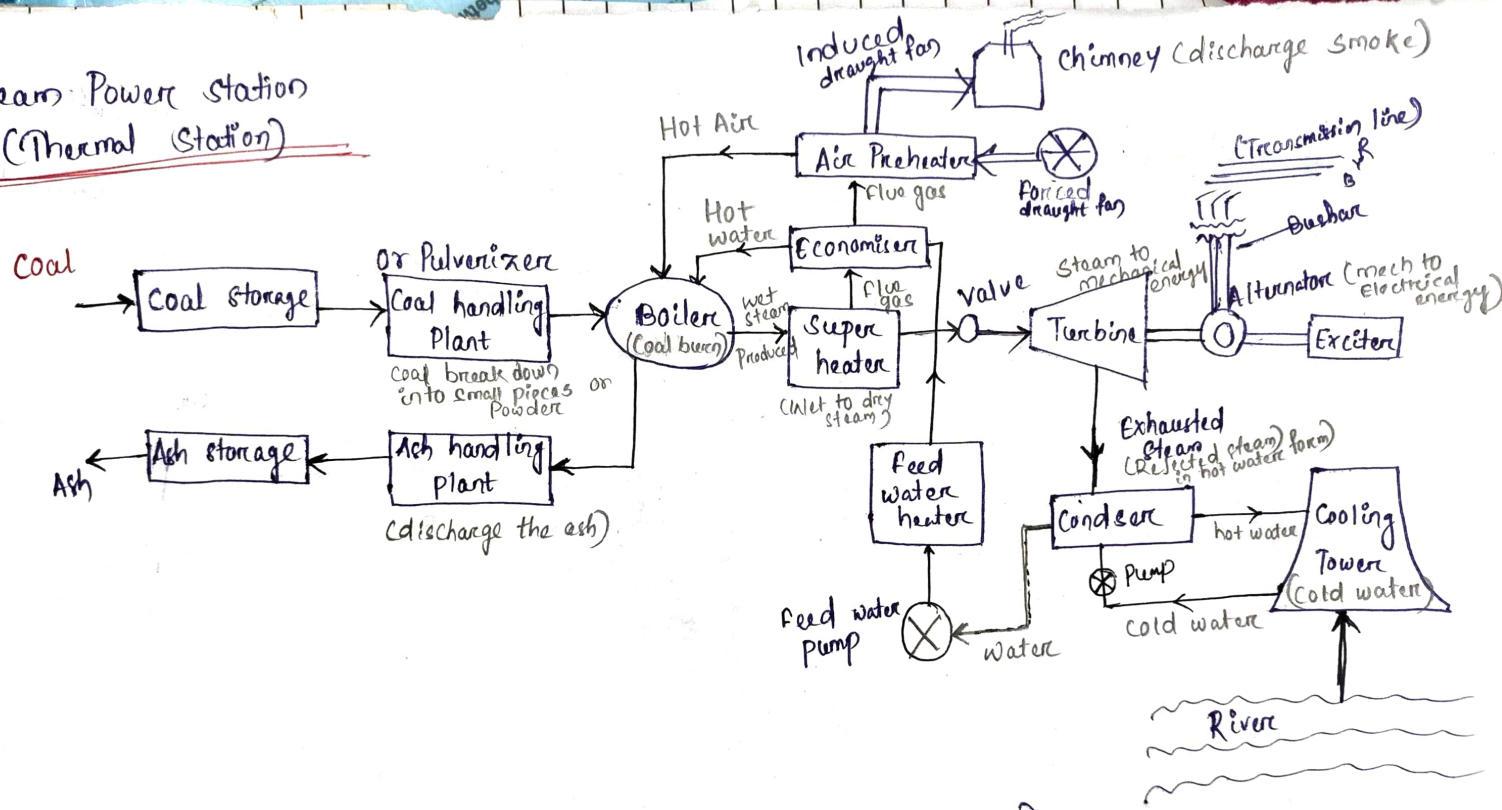 eam Power Station
(Thermal Station)
Induced
draught fan
Chimney (discharge smoke)
Hot Air
Air Preheater
Forced
draught fan
(Transmission line)
R
Y
B
Busbar
flue gas
Hot
water
Economiser
flue
gas
Coal
Coal storage
or Pulverizer
Coal handling
Plant
Coal break down
into small pieces or
Powder
Boiler
(Coal burn)
wet
steam
Produced
Super
heater
(Wet to dry
steam)
Valve
Steam to
mechanical
energy
Turbine
Alternator (mech to
Electrical
energy)
Exciter
Ash
Ash storage
Ash handling
plant
(discharge the ash)
Feed
water
heater
Exhausted
steam
(Rejected steam)
in hot water form)
Condser
hot water
Cooling
Tower
(cold water)
Pump
cold water
Feed water
pump
water
River